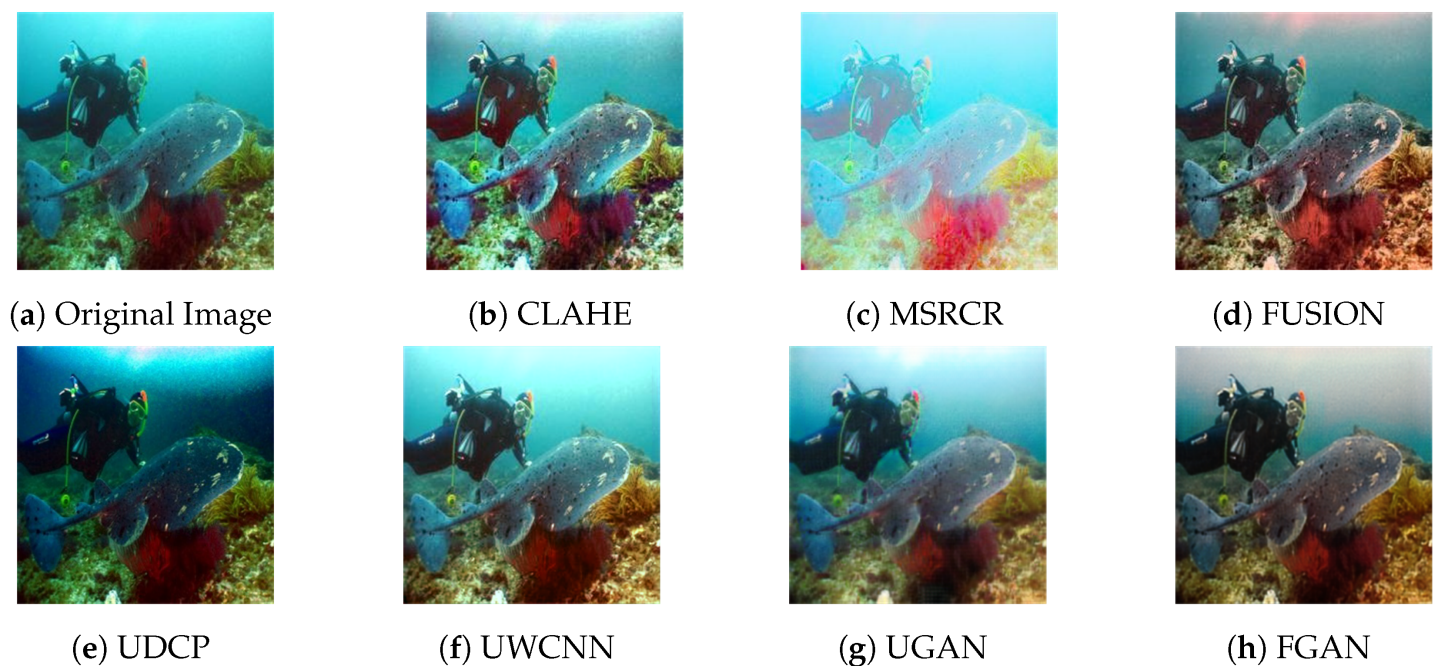 (a) Original Image
(b) CLAHE
(c) MSRCR
(d) FUSION
(e) UDCP
(f) UWCNN
(g) UGAN
(h) FGAN